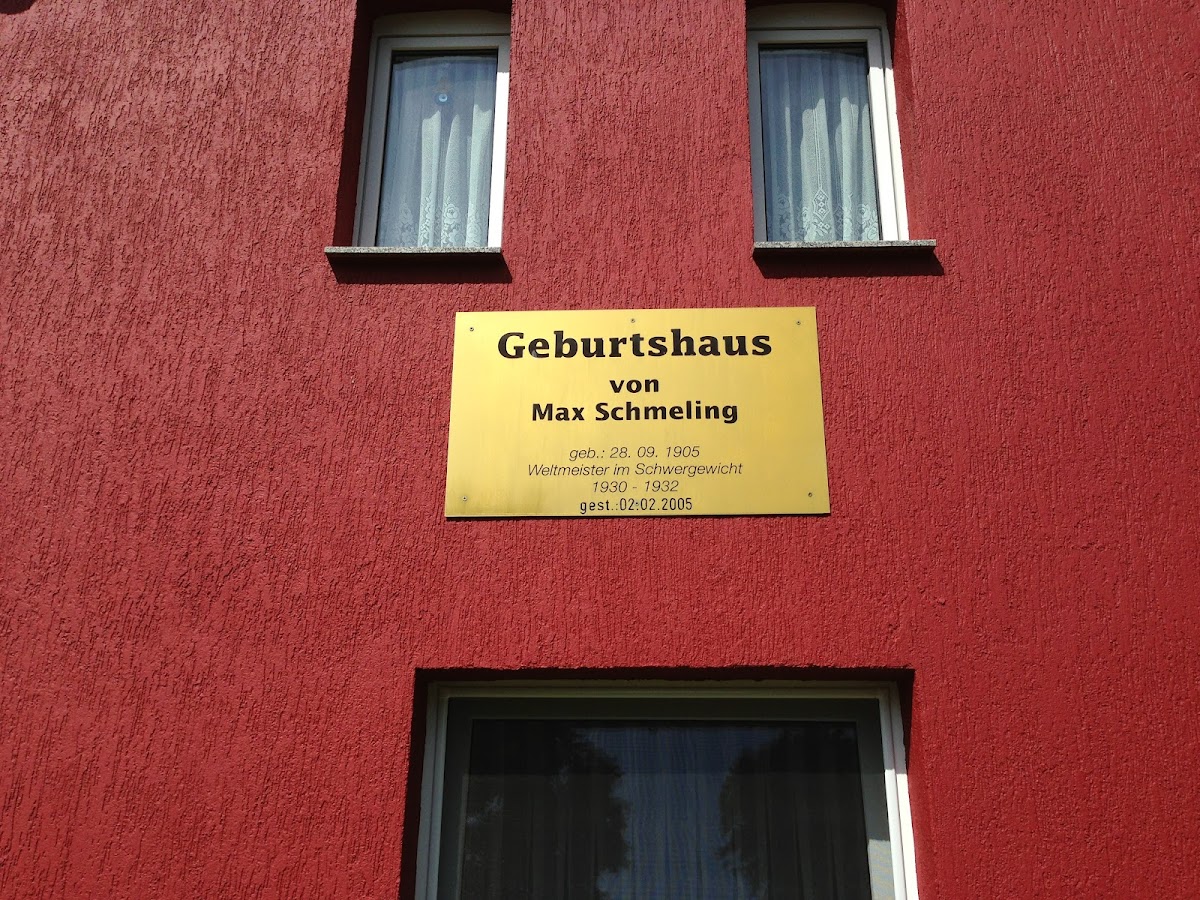 Geburtshaus
von
Max Schmeling
geb.: 28. 09. 1905
Weltmeister im Schwergewicht
1930 - 1932
gest.:02:02.2005